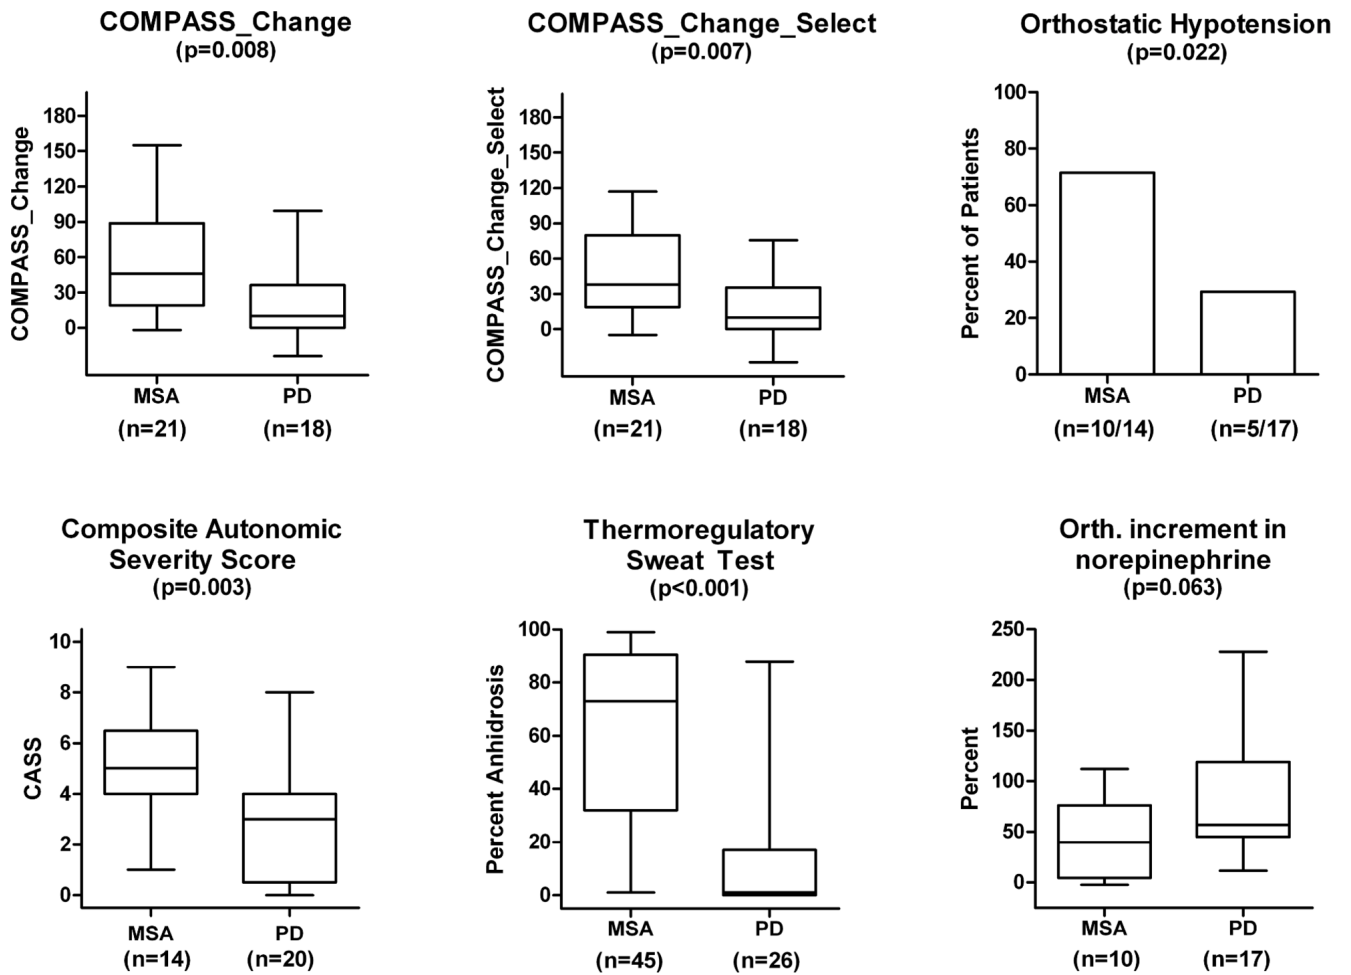 COMPASS_Change
(p=0.008)
COMPASS_Change
180
150
120
90
60
30
0
MSA
PD
(n=21)
(n=18)
COMPASS_Change_Select
(p=0.007)
COMPASS_Change_Select
180
150
120
90
60
30
0
MSA
PD
(n=21)
(n=18)
Orthostatic Hypotension
(p=0.022)
Percent of Patients
100
80
60
40
20
0
MSA
PD
(n=10/14)
(n=5/17)
Composite Autonomic
Severity Score
(p=0.003)
CASS
10
8
6
4
2
0
MSA
PD
(n=14)
(n=20)
Thermoregulatory
Sweat Test
(p<0.001)
Percent Anhidrosis
100
80
60
40
20
0
MSA
PD
(n=45)
(n=26)
Orth. increment in
norepinephrine
(p=0.063)
Percent
250
200
150
100
50
0
MSA
PD
(n=10)
(n=17)